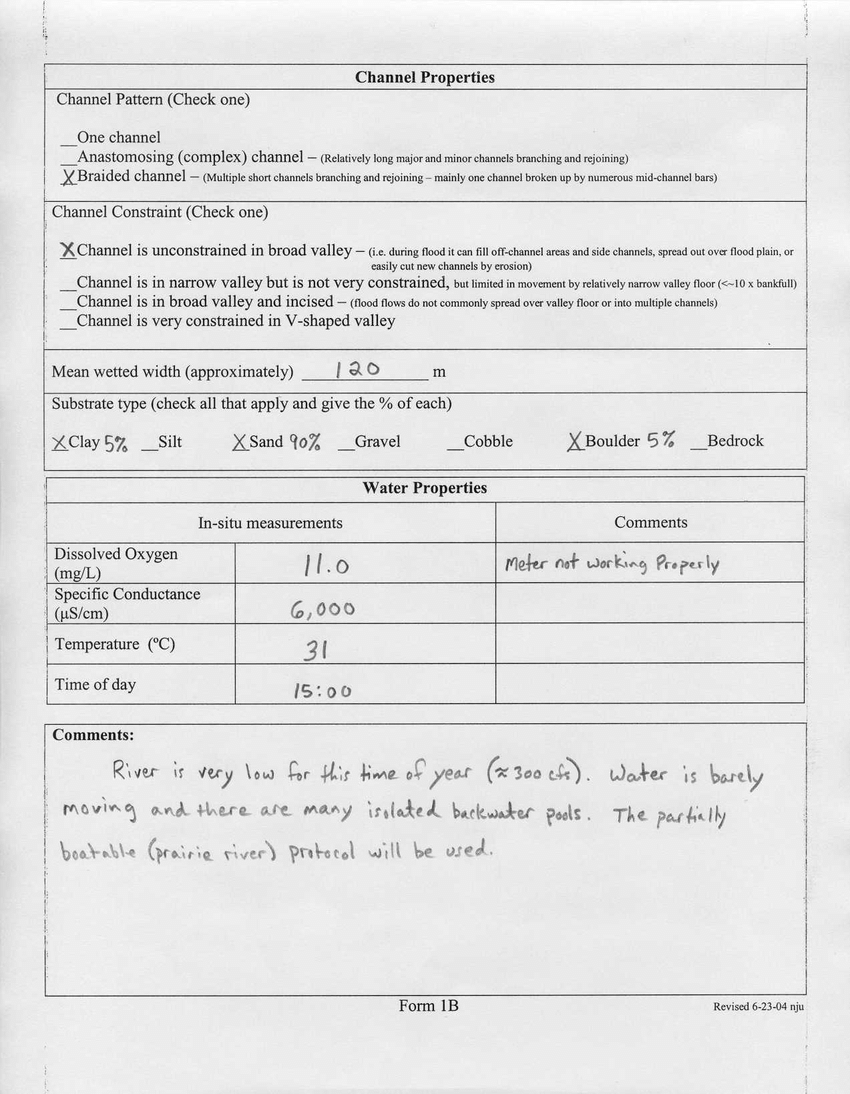 Channel Properties
Channel Pattern (Check one)
__One channel
__Anastomosing (complex) channel – (Relatively long major and minor channels branching and rejoining)
X Braided channel – (Multiple short channels branching and rejoining – mainly one channel broken up by numerous mid-channel bars)
Channel Constraint (Check one)
X Channel is unconstrained in broad valley – (i.e. during flood it can fill off-channel areas and side channels, spread out over flood plain, or
easily cut new channels by erosion)
__Channel is in narrow valley but is not very constrained, but limited in movement by relatively narrow valley floor (<~10 x bankfull)
__Channel is in broad valley and incised – (flood flows do not commonly spread over valley floor or into multiple channels)
__Channel is very constrained in V-shaped valley
Mean wetted width (approximately) 120 m
Substrate type (check all that apply and give the % of each)
X Clay 5% __Silt X Sand 90% __Gravel __Cobble X Boulder 5% __Bedrock
Water Properties
In-situ measurements Comments
Dissolved Oxygen
(mg/L) 11.0 Meter not working Properly
Specific Conductance
(µS/cm) 6,000
Temperature (ºC) 31
Time of day 15:00
Comments:
River is very low for this time of year (≈300 cfs). Water is barely
moving and there are many isolated backwater pools. The partially
boatable (prairie river) protocol will be used.
Form 1B
Revised 6-23-04 nju